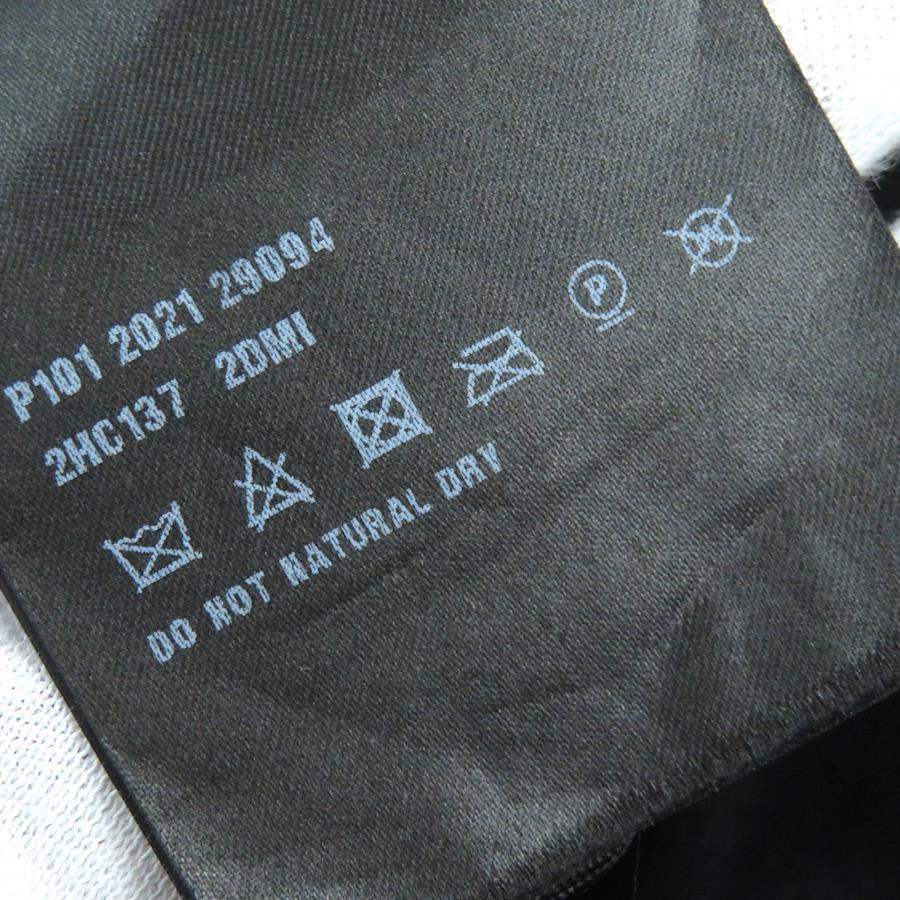 P101 2021 29094
2HC137 2DMI
P
W
DO NOT NATURAL DRY